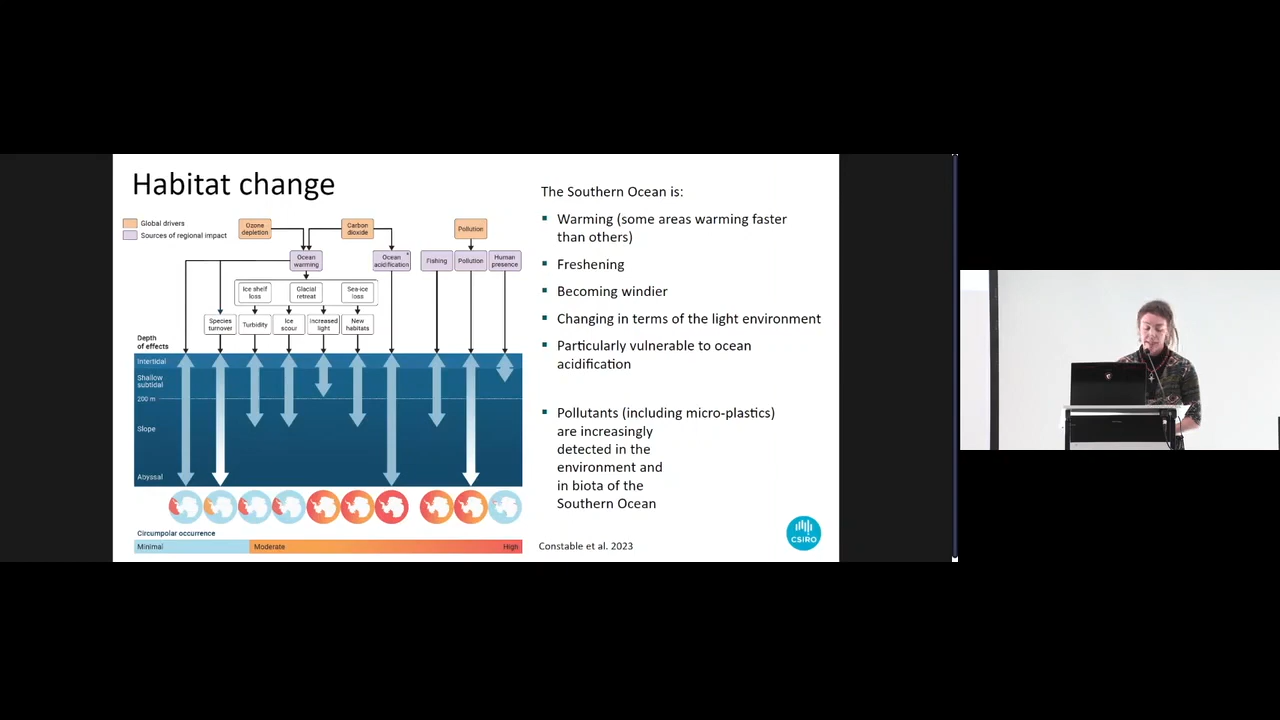 Habitat change
Global drivers
Sources of regional impact
Ozone
depletion
Carbon
dioxide
Pollution
Ocean
warming
Ocean
acidification
*
Fishing
Pollution
Human
presence
Ice shelf
loss
Glacial
retreat
Sea-ice
loss
Species
turnover
Turbidity
Ice
scour
Increased
light
New
habitats
Depth
of effects
Intertidal
Shallow
subtidal
200 m
Slope
Abyssal
Circumpolar occurrence
Minimal
Moderate
High
The Southern Ocean is:
Warming (some areas warming faster
than others)
Freshening
Becoming windier
Changing in terms of the light environment
Particularly vulnerable to ocean
acidification
Pollutants (including micro-plastics)
are increasingly
detected in the
environment and
in biota of the
Southern Ocean
Constable et al. 2023
CSIRO